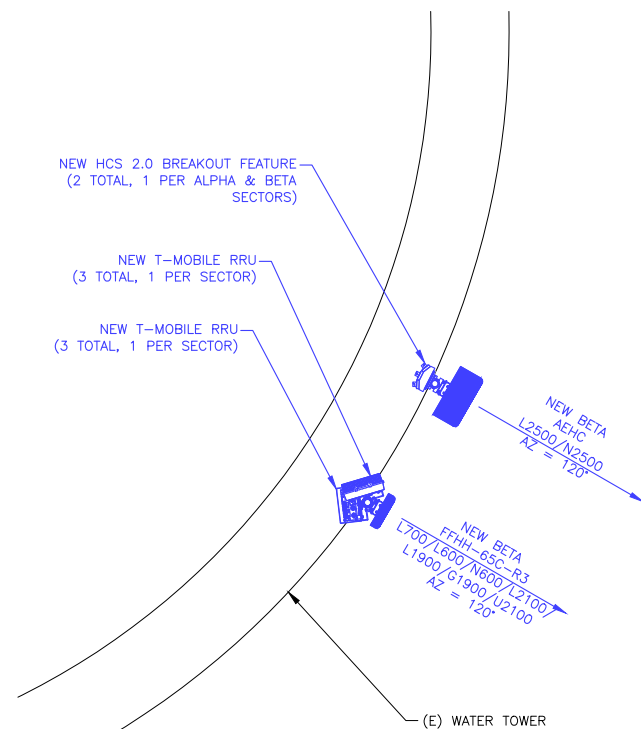 NEW HCS 2.0 BREAKOUT FEATURE
(2 TOTAL, 1 PER ALPHA & BETA
SECTORS)
NEW T-MOBILE RRU
(3 TOTAL, 1 PER SECTOR)
NEW T-MOBILE RRU
(3 TOTAL, 1 PER SECTOR)
NEW BETA
AEHC
L2500/N2500
AZ = 120°
NEW BETA
FFHH-65C-R3
L700/L600/N600/L2100/
L1900/G1900/U2100
AZ = 120°
(E) WATER TOWER